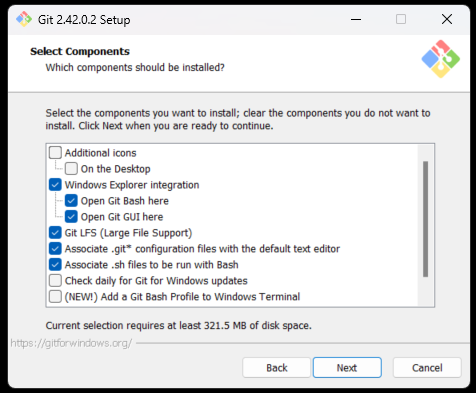 Git 2.42.0.2 Setup
Select Components
Which components should be installed?
Select the components you want to install; clear the components you do not want to
install. Click Next when you are ready to continue.
Additional icons
On the Desktop
Windows Explorer integration
Open Git Bash here
Open Git GUI here
Git LFS (Large File Support)
Associate .git* configuration files with the default text editor
Associate .sh files to be run with Bash
Check daily for Git for Windows updates
(NEW!) Add a Git Bash Profile to Windows Terminal
Current selection requires at least 321.5 MB of disk space.
https://gitforwindows.org/
Back
Next
Cancel